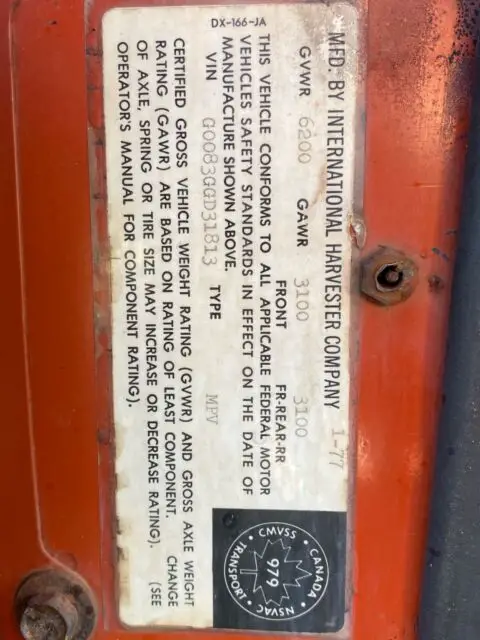 DX-166-JA
MFD. BY INTERNATIONAL HARVESTER COMPANY 1-77
GVWR 6200 GAWR 3100 3100
FRONT FR-REAR-RR
THIS VEHICLE CONFORMS TO ALL APPLICABLE FEDERAL MOTOR
VEHICLES SAFETY STANDARDS IN EFFECT ON THE DATE OF
MANUFACTURE SHOWN ABOVE.
VIN G0083GGD31813 TYPE MPV
CERTIFIED GROSS VEHICLE WEIGHT RATING (GVWR) AND GROSS AXLE WEIGHT
RATING (GAWR) ARE BASED ON RATING OF LEAST COMPONENT. CHANGE
OF AXLE, SPRING OR TIRE SIZE MAY INCREASE OR DECREASE RATING). (SEE
OPERATOR'S MANUAL FOR COMPONENT RATING).
CMVSS · CANADA · NSVAC · TRANSPORT ·
979